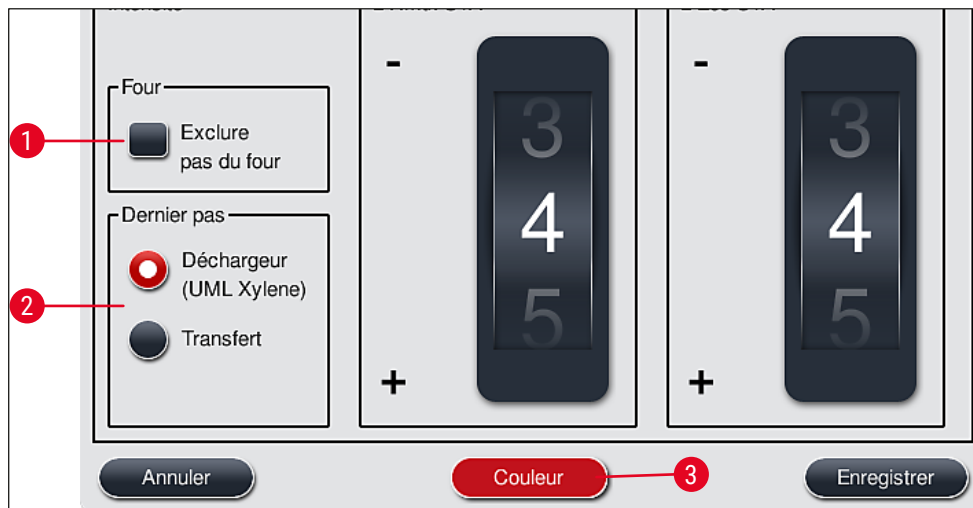 Four
1
Exclure
pas du four
Dernier pas
2
Déchargeur
(UML Xylene)
Transfert
-
3
4
5
+
-
3
4
5
+
Annuler
Couleur
3
Enregistrer